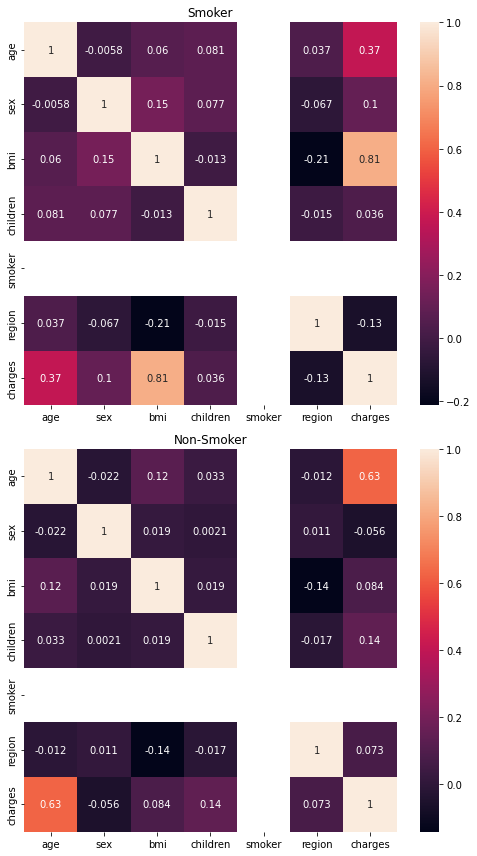 Smoker
age 1 -0.0058 0.06 0.081 0.037 0.37
sex -0.0058 1 0.15 0.077 -0.067 0.1
bmi 0.06 0.15 1 -0.013 -0.21 0.81
children 0.081 0.077 -0.013 1 -0.015 0.036
smoker
region 0.037 -0.067 -0.21 -0.015 1 -0.13
charges 0.37 0.1 0.81 0.036 -0.13 1
age sex bmi children smoker region charges
1.0
0.8
0.6
0.4
0.2
0.0
−0.2
Non-Smoker
age 1 -0.022 0.12 0.033 -0.012 0.63
sex -0.022 1 0.019 0.0021 0.011 -0.056
bmi 0.12 0.019 1 0.019 -0.14 0.084
children 0.033 0.0021 0.019 1 -0.017 0.14
smoker
region -0.012 0.011 -0.14 -0.017 1 0.073
charges 0.63 -0.056 0.084 0.14 0.073 1
age sex bmi children smoker region charges
1.0
0.8
0.6
0.4
0.2
0.0